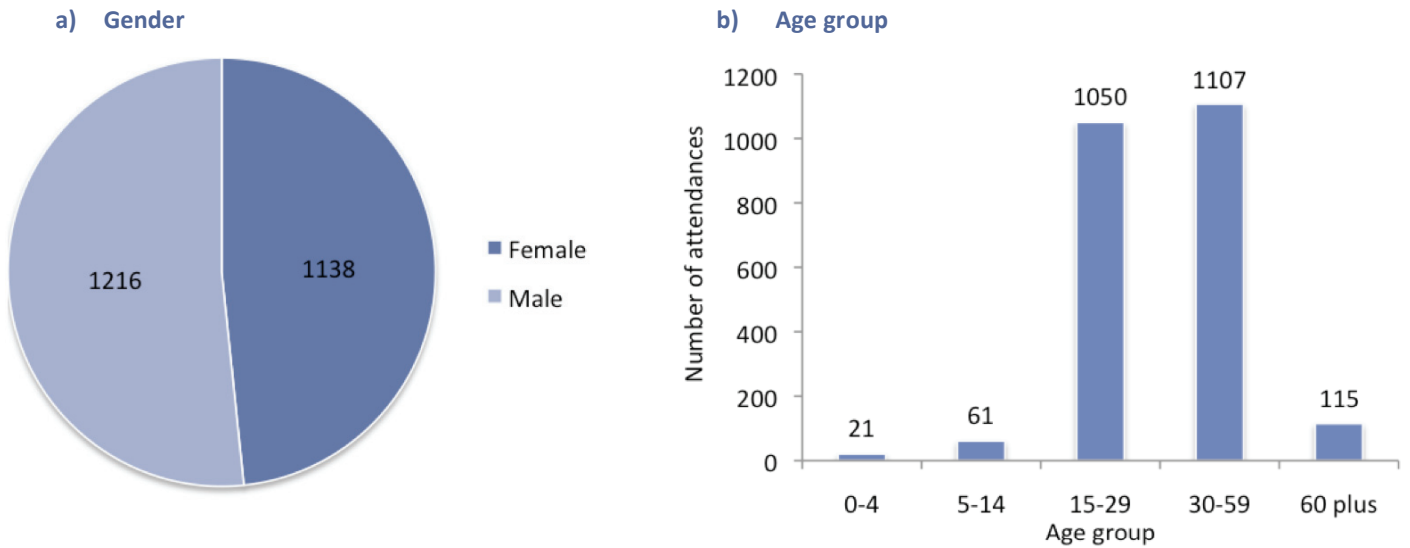 a) Gender
1216
1138
Female
Male
b) Age group
Number of attendances
1200
1000
800
600
400
200
0
21
61
1050
1107
115
0-4
5-14
15-29
30-59
60 plus
Age group